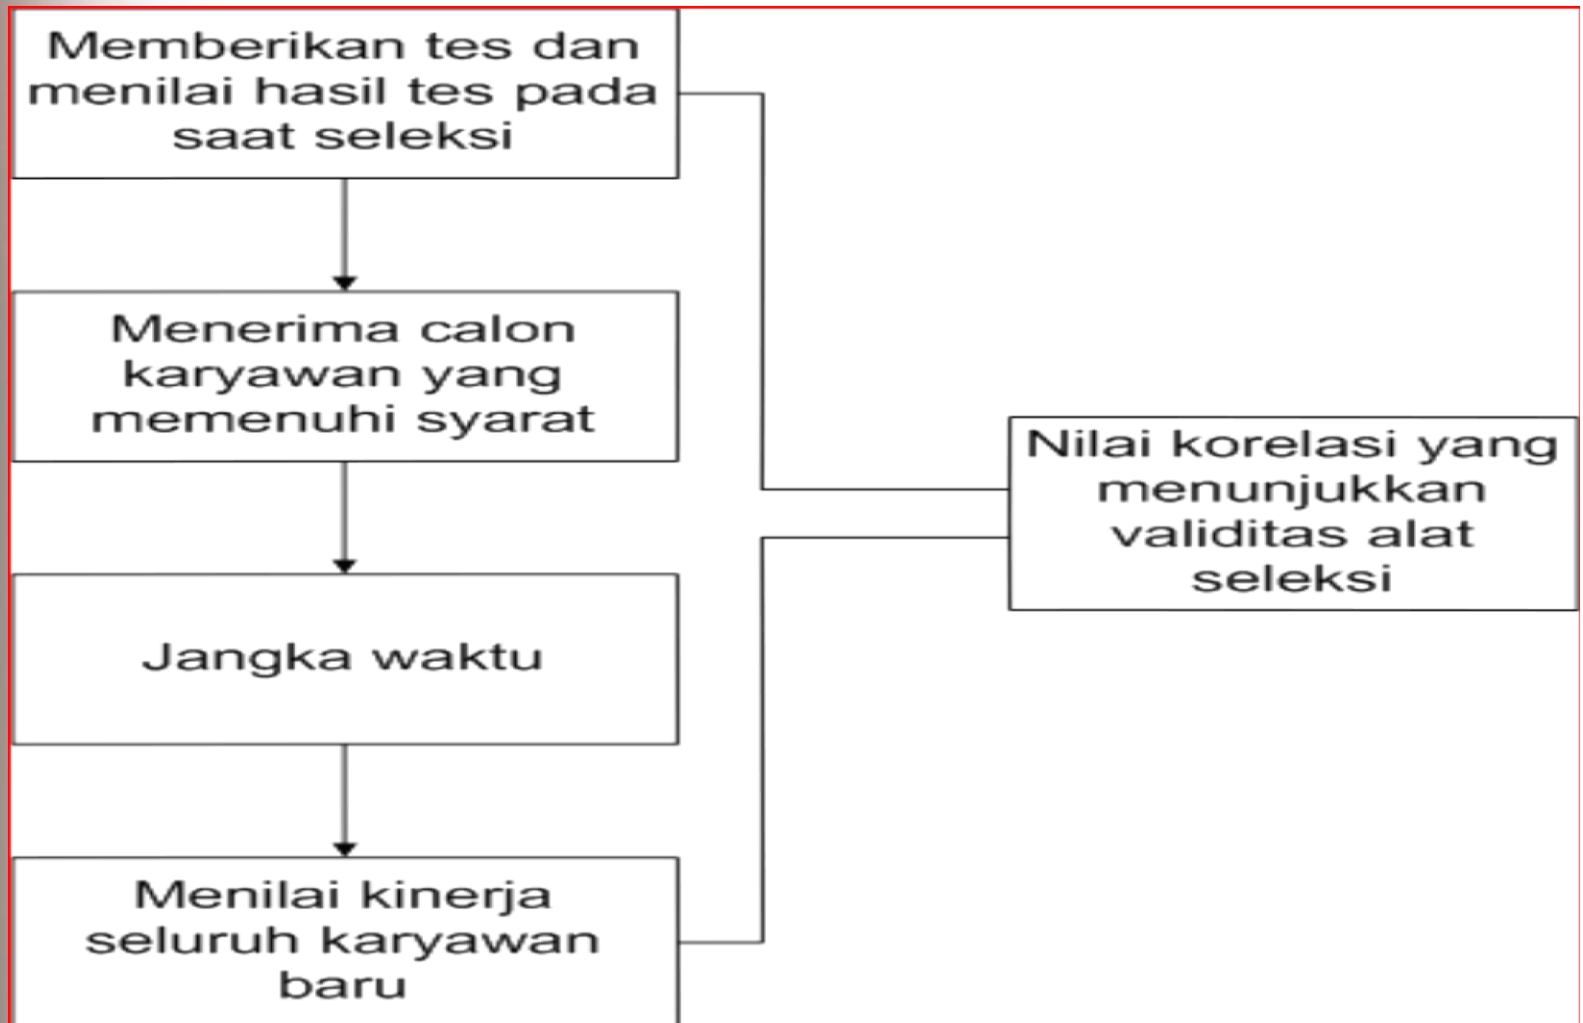 Memberikan tes dan
menilai hasil tes pada
saat seleksi
Menerima calon
karyawan yang
memenuhi syarat
Nilai korelasi yang
menunjukkan
validitas alat
seleksi
Jangka waktu
Menilai kinerja
seluruh karyawan
baru